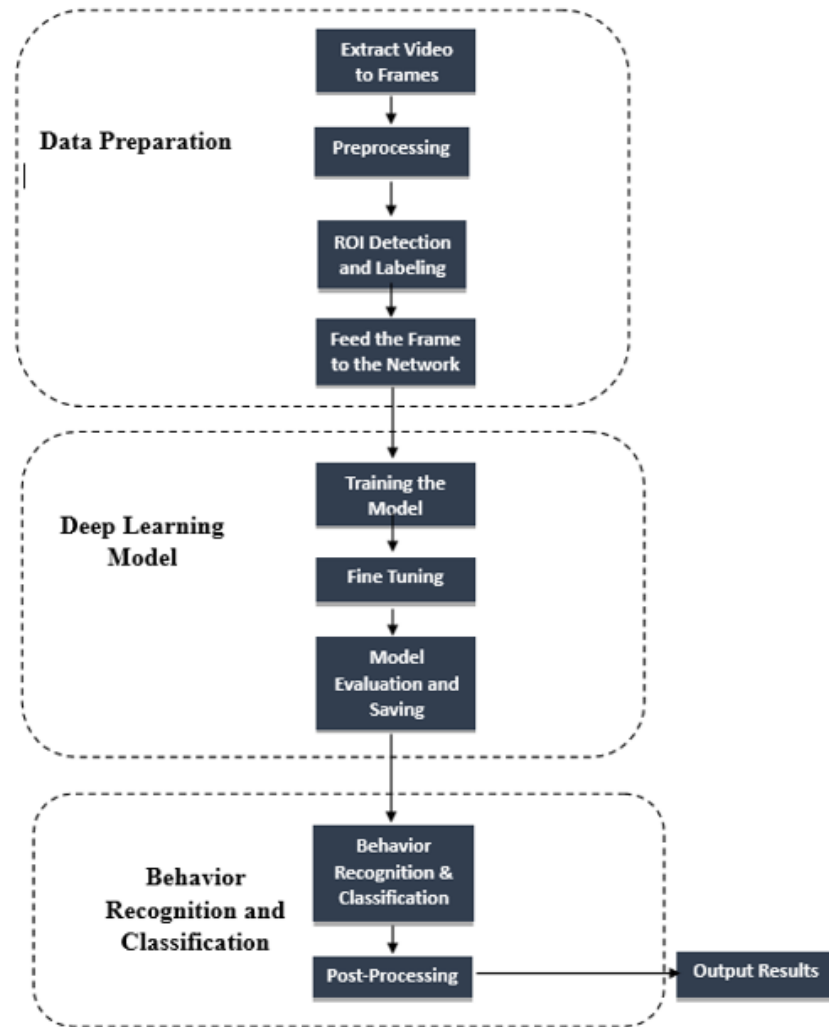 Extract Video
to Frames
Data Preparation
Preprocessing
ROI Detection
and Labeling
Feed the Frame
to the Network
Training the
Model
Deep Learning
Model
Fine Tuning
Model
Evaluation and
Saving
Behavior
Recognition &
Classification
Behavior
Recognition and
Classification
Post-Processing
Output Results